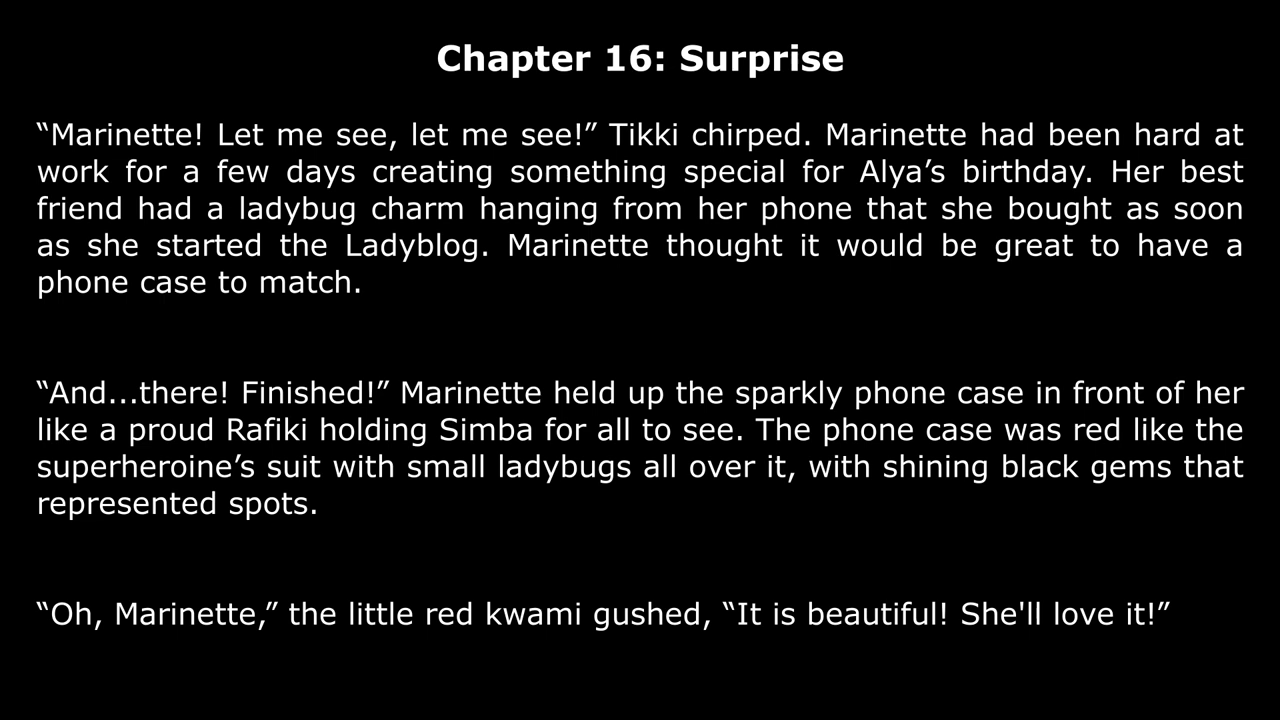 Chapter 16: Surprise
“Marinette! Let me see, let me see!” Tikki chirped. Marinette had been hard at
work for a few days creating something special for Alya’s birthday. Her best
friend had a ladybug charm hanging from her phone that she bought as soon
as she started the Ladyblog. Marinette thought it would be great to have a
phone case to match.
“And...there! Finished!” Marinette held up the sparkly phone case in front of her
like a proud Rafiki holding Simba for all to see. The phone case was red like the
superheroine’s suit with small ladybugs all over it, with shining black gems that
represented spots.
“Oh, Marinette,” the little red kwami gushed, “It is beautiful! She'll love it!”